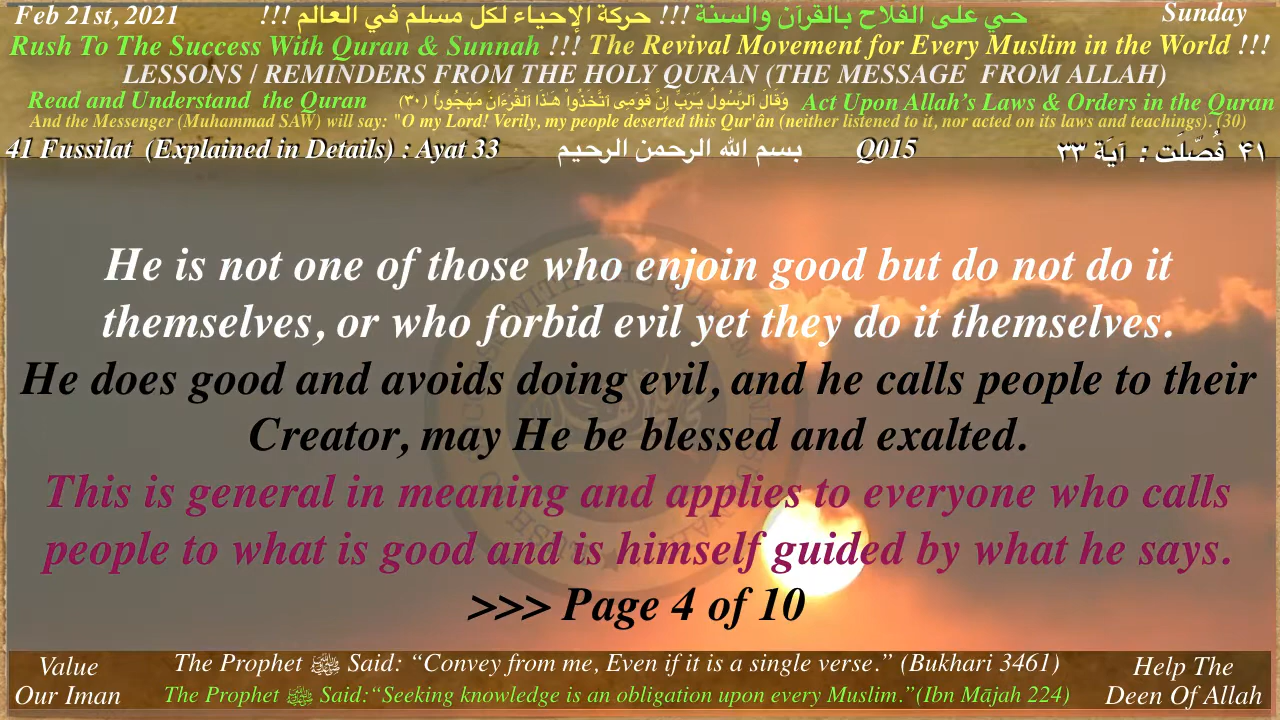 Feb 21st, 2021 !!! حي على الفلاح بالقرآن والسنة !!! حركة الإحياء لكل مسلم في العالم !!! Sunday
Rush To The Success With Quran & Sunnah !!! The Revival Movement for Every Muslim in the World !!!
LESSONS / REMINDERS FROM THE HOLY QURAN (THE MESSAGE FROM ALLAH)
Read and Understand the Quran وَقَالَ ٱلرَّسُولُ يَـٰرَبِّ إِنَّ قَوْمِى ٱتَّخَذُواْ هَـٰذَا ٱلْقُرْءَانَ مَهْجُورًا (٣٠) Act Upon Allah's Laws & Orders in the Quran
And the Messenger (Muhammad SAW) will say: "O my Lord! Verily, my people deserted this Qur'ân (neither listened to it, nor acted on its laws and teachings). (30)
41 Fussilat (Explained in Details) : Ayat 33 بسم الله الرحمن الرحيم Q015 ۴۱ فُصّلَت : آيَة ٣٣
He is not one of those who enjoin good but do not do it
themselves, or who forbid evil yet they do it themselves.
He does good and avoids doing evil, and he calls people to their
Creator, may He be blessed and exalted.
This is general in meaning and applies to everyone who calls
people to what is good and is himself guided by what he says.
>>> Page 4 of 10
Value
Our Iman
The Prophet ﷺ Said: “Convey from me, Even if it is a single verse.” (Bukhari 3461)
The Prophet ﷺ Said:“Seeking knowledge is an obligation upon every Muslim.”(Ibn Mājah 224)
Help The
Deen Of Allah